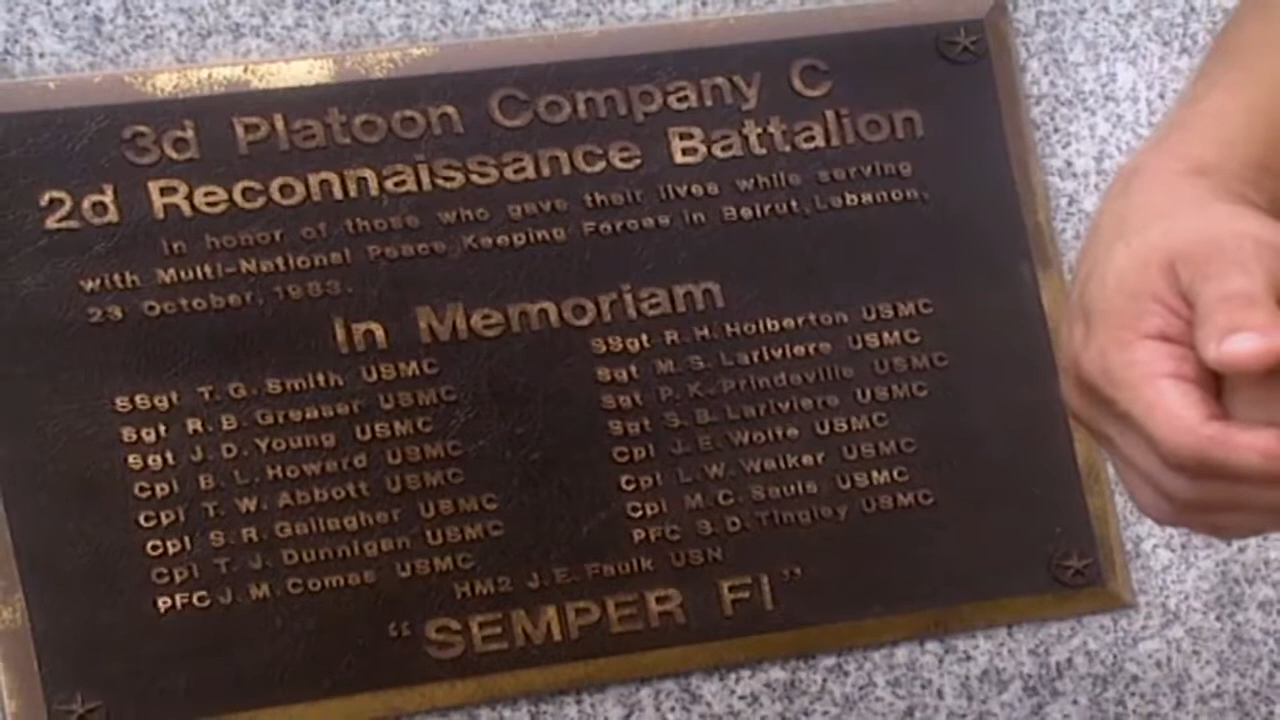 3d Platoon Company C
2d Reconnaissance Battalion
In honor of those who gave their lives while serving
with Multi-National Peace Keeping Forces in Beirut, Lebanon,
23 October, 1983.
In Memoriam
SSgt T. G. Smith USMC
Sgt R. B. Greaser USMC
Sgt J. D. Young USMC
Cpl B. L. Howard USMC
Cpl T. W. Abbott USMC
Cpl S. R. Gallagher USMC
Cpl T. J. Dunnigan USMC
PFC J. M. Comes USMC
SSgt R. H. Holberton USMC
Sgt M. S. Lariviere USMC
Sgt P. K. Prindeville USMC
Sgt S. B. Lariviere USMC
Cpl J. E. Wolfe USMC
Cpl L. W. Walker USMC
Cpl M. C. Sauls USMC
PFC S. D. Tingley USMC
HM2 J. E. Faulk USN
“SEMPER FI”